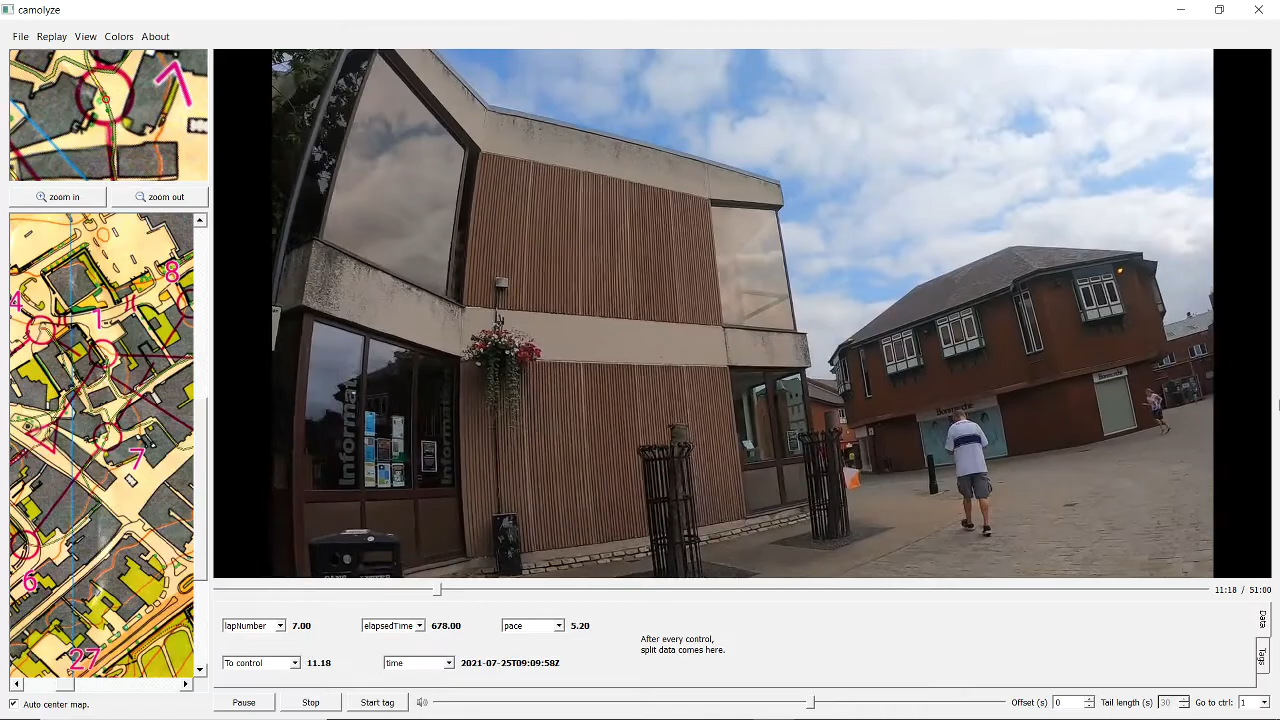 camolyze
File Replay View Colors About
zoom in zoom out
8
4
1
7
6
27
Informa
Bonmarche
11:18 / 51:00
lapNumber 7.00 elapsedTime 678.00 pace 5.20
After every control,
split data comes here.
To control 11.18 time 2021-07-25T09:09:58Z
Data
Tags
Auto center map.
Pause Stop Start tag Offset (s) 0 Tail length (s) 30 Go to ctrl: 1